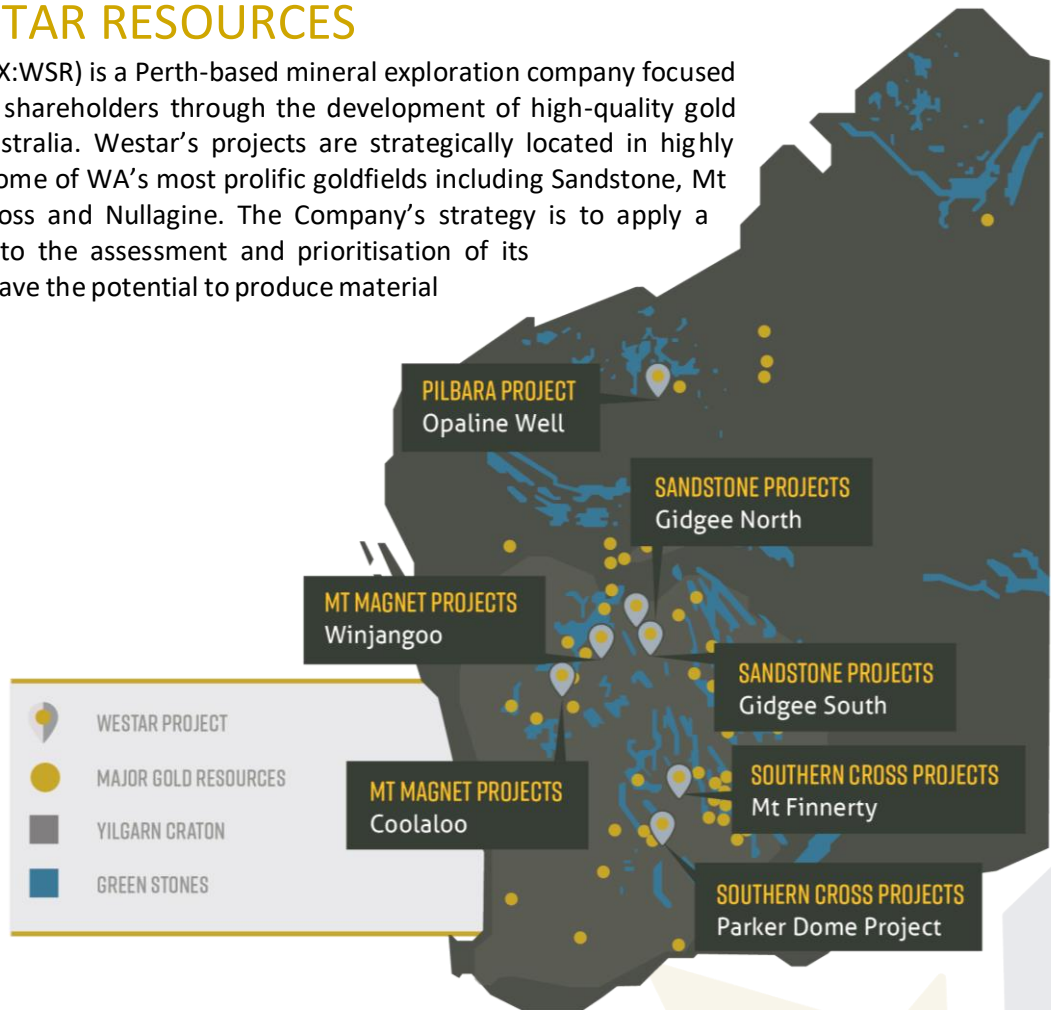 TAR RESOURCES
X:WSR) is a Perth-based mineral exploration company focused
shareholders through the development of high-quality gold
stralia. Westar's projects are strategically located in highly
ome of WA's most prolific goldfields including Sandstone, Mt
oss and Nullagine. The Company's strategy is to apply a
to the assessment and prioritisation of its
ave the potential to produce material
PILBARA PROJECT
Opaline Well
SANDSTONE PROJECTS
Gidgee North
MT MAGNET PROJECTS
Winjangoo
SANDSTONE PROJECTS
Gidgee South
WESTAR PROJECT
MAJOR GOLD RESOURCES
YILGARN CRATON
GREEN STONES
MT MAGNET PROJECTS
Coolaloo
SOUTHERN CROSS PROJECTS
Mt Finnerty
SOUTHERN CROSS PROJECTS
Parker Dome Project